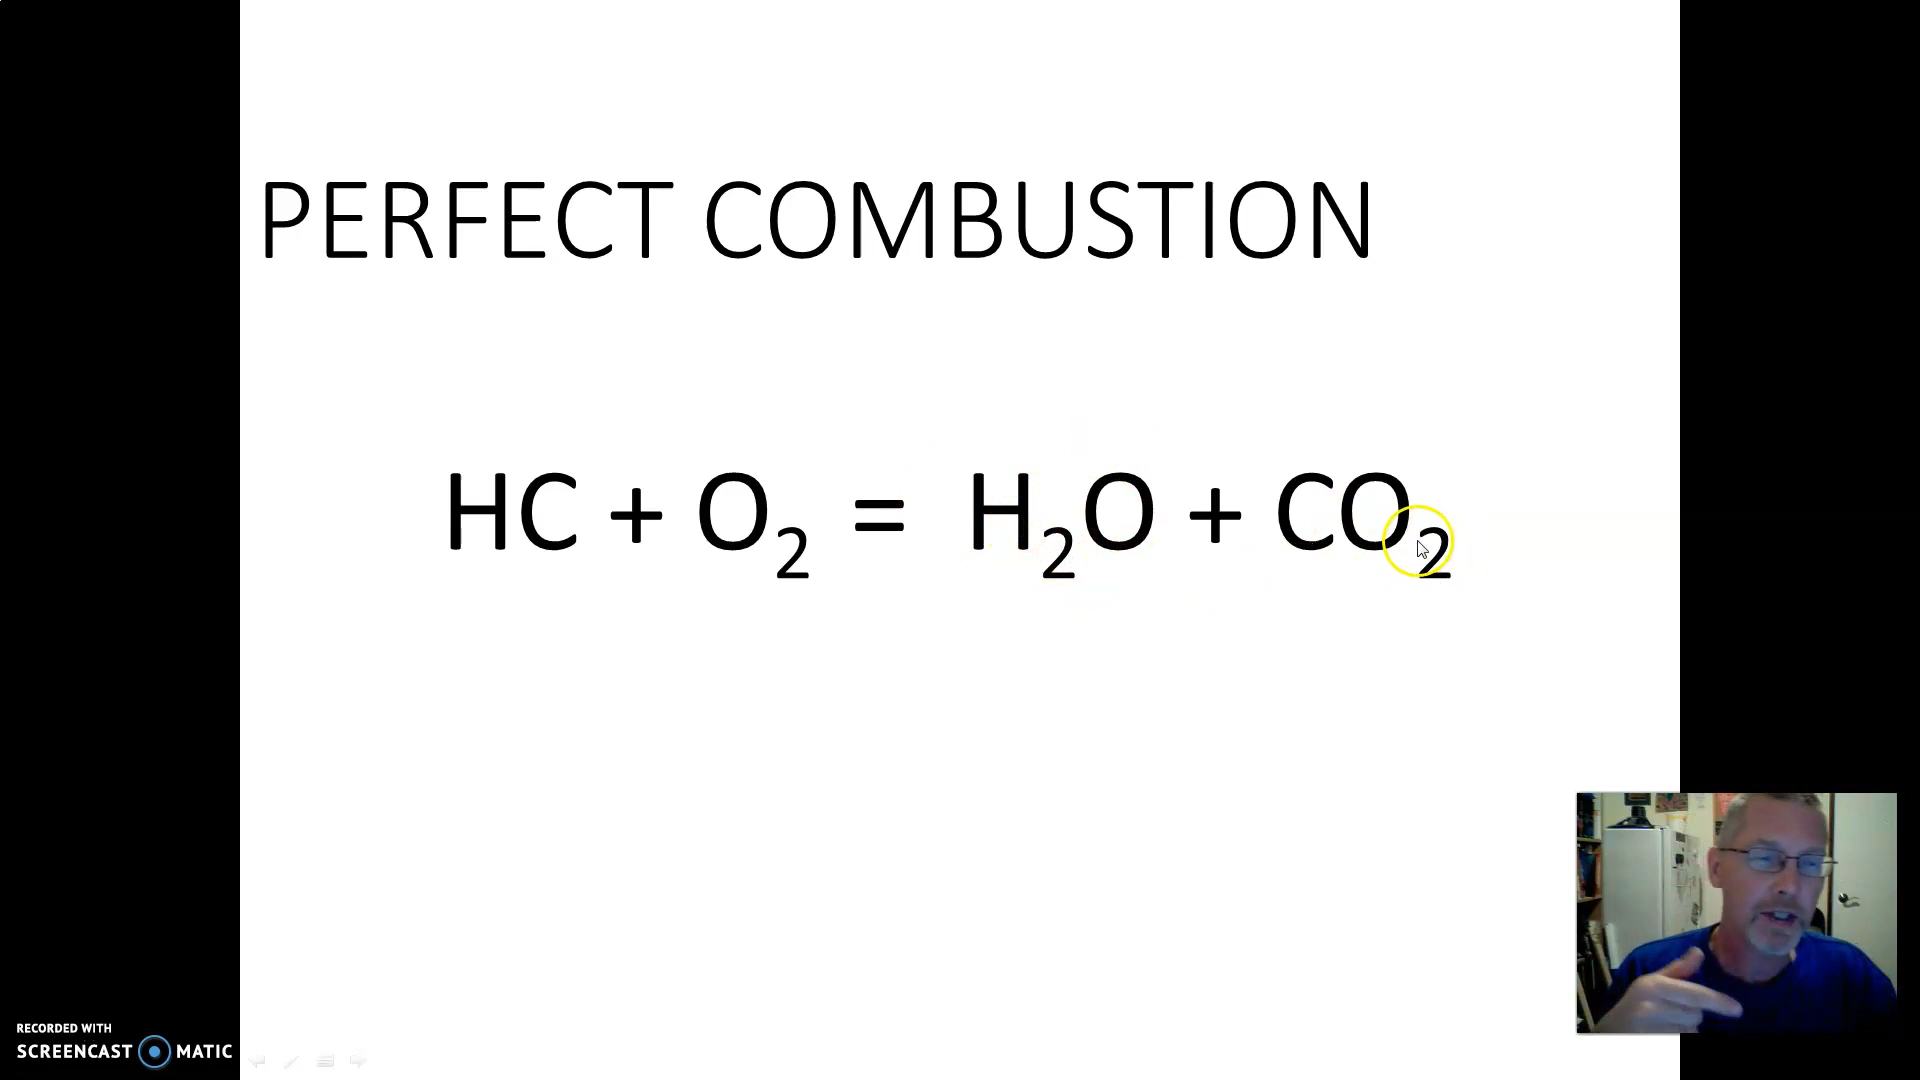 PERFECT COMBUSTION
HC + O₂ = H₂O + CO₂
RECORDED WITH
SCREENCAST MATIC